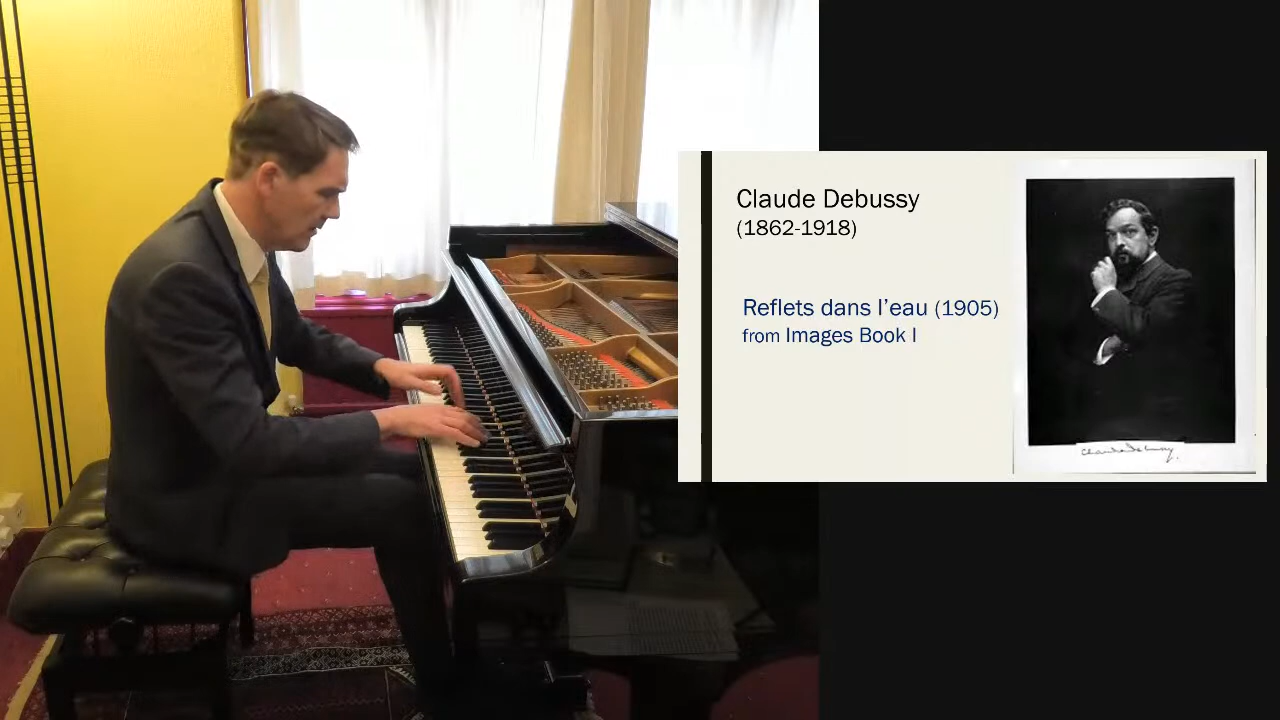 Claude Debussy
(1862-1918)
Reflets dans l’eau (1905)
from Images Book I